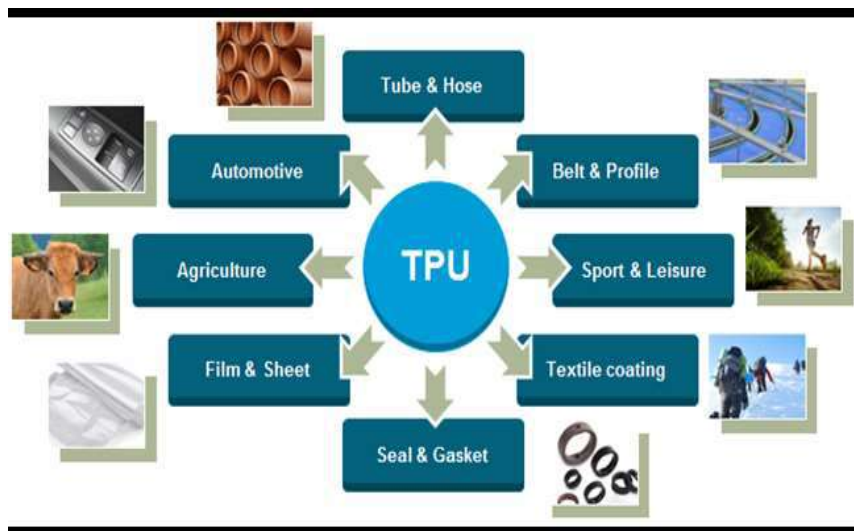 Tube & Hose
Automotive
Belt & Profile
Agriculture
TPU
Sport & Leisure
Film & Sheet
Textile coating
Seal & Gasket